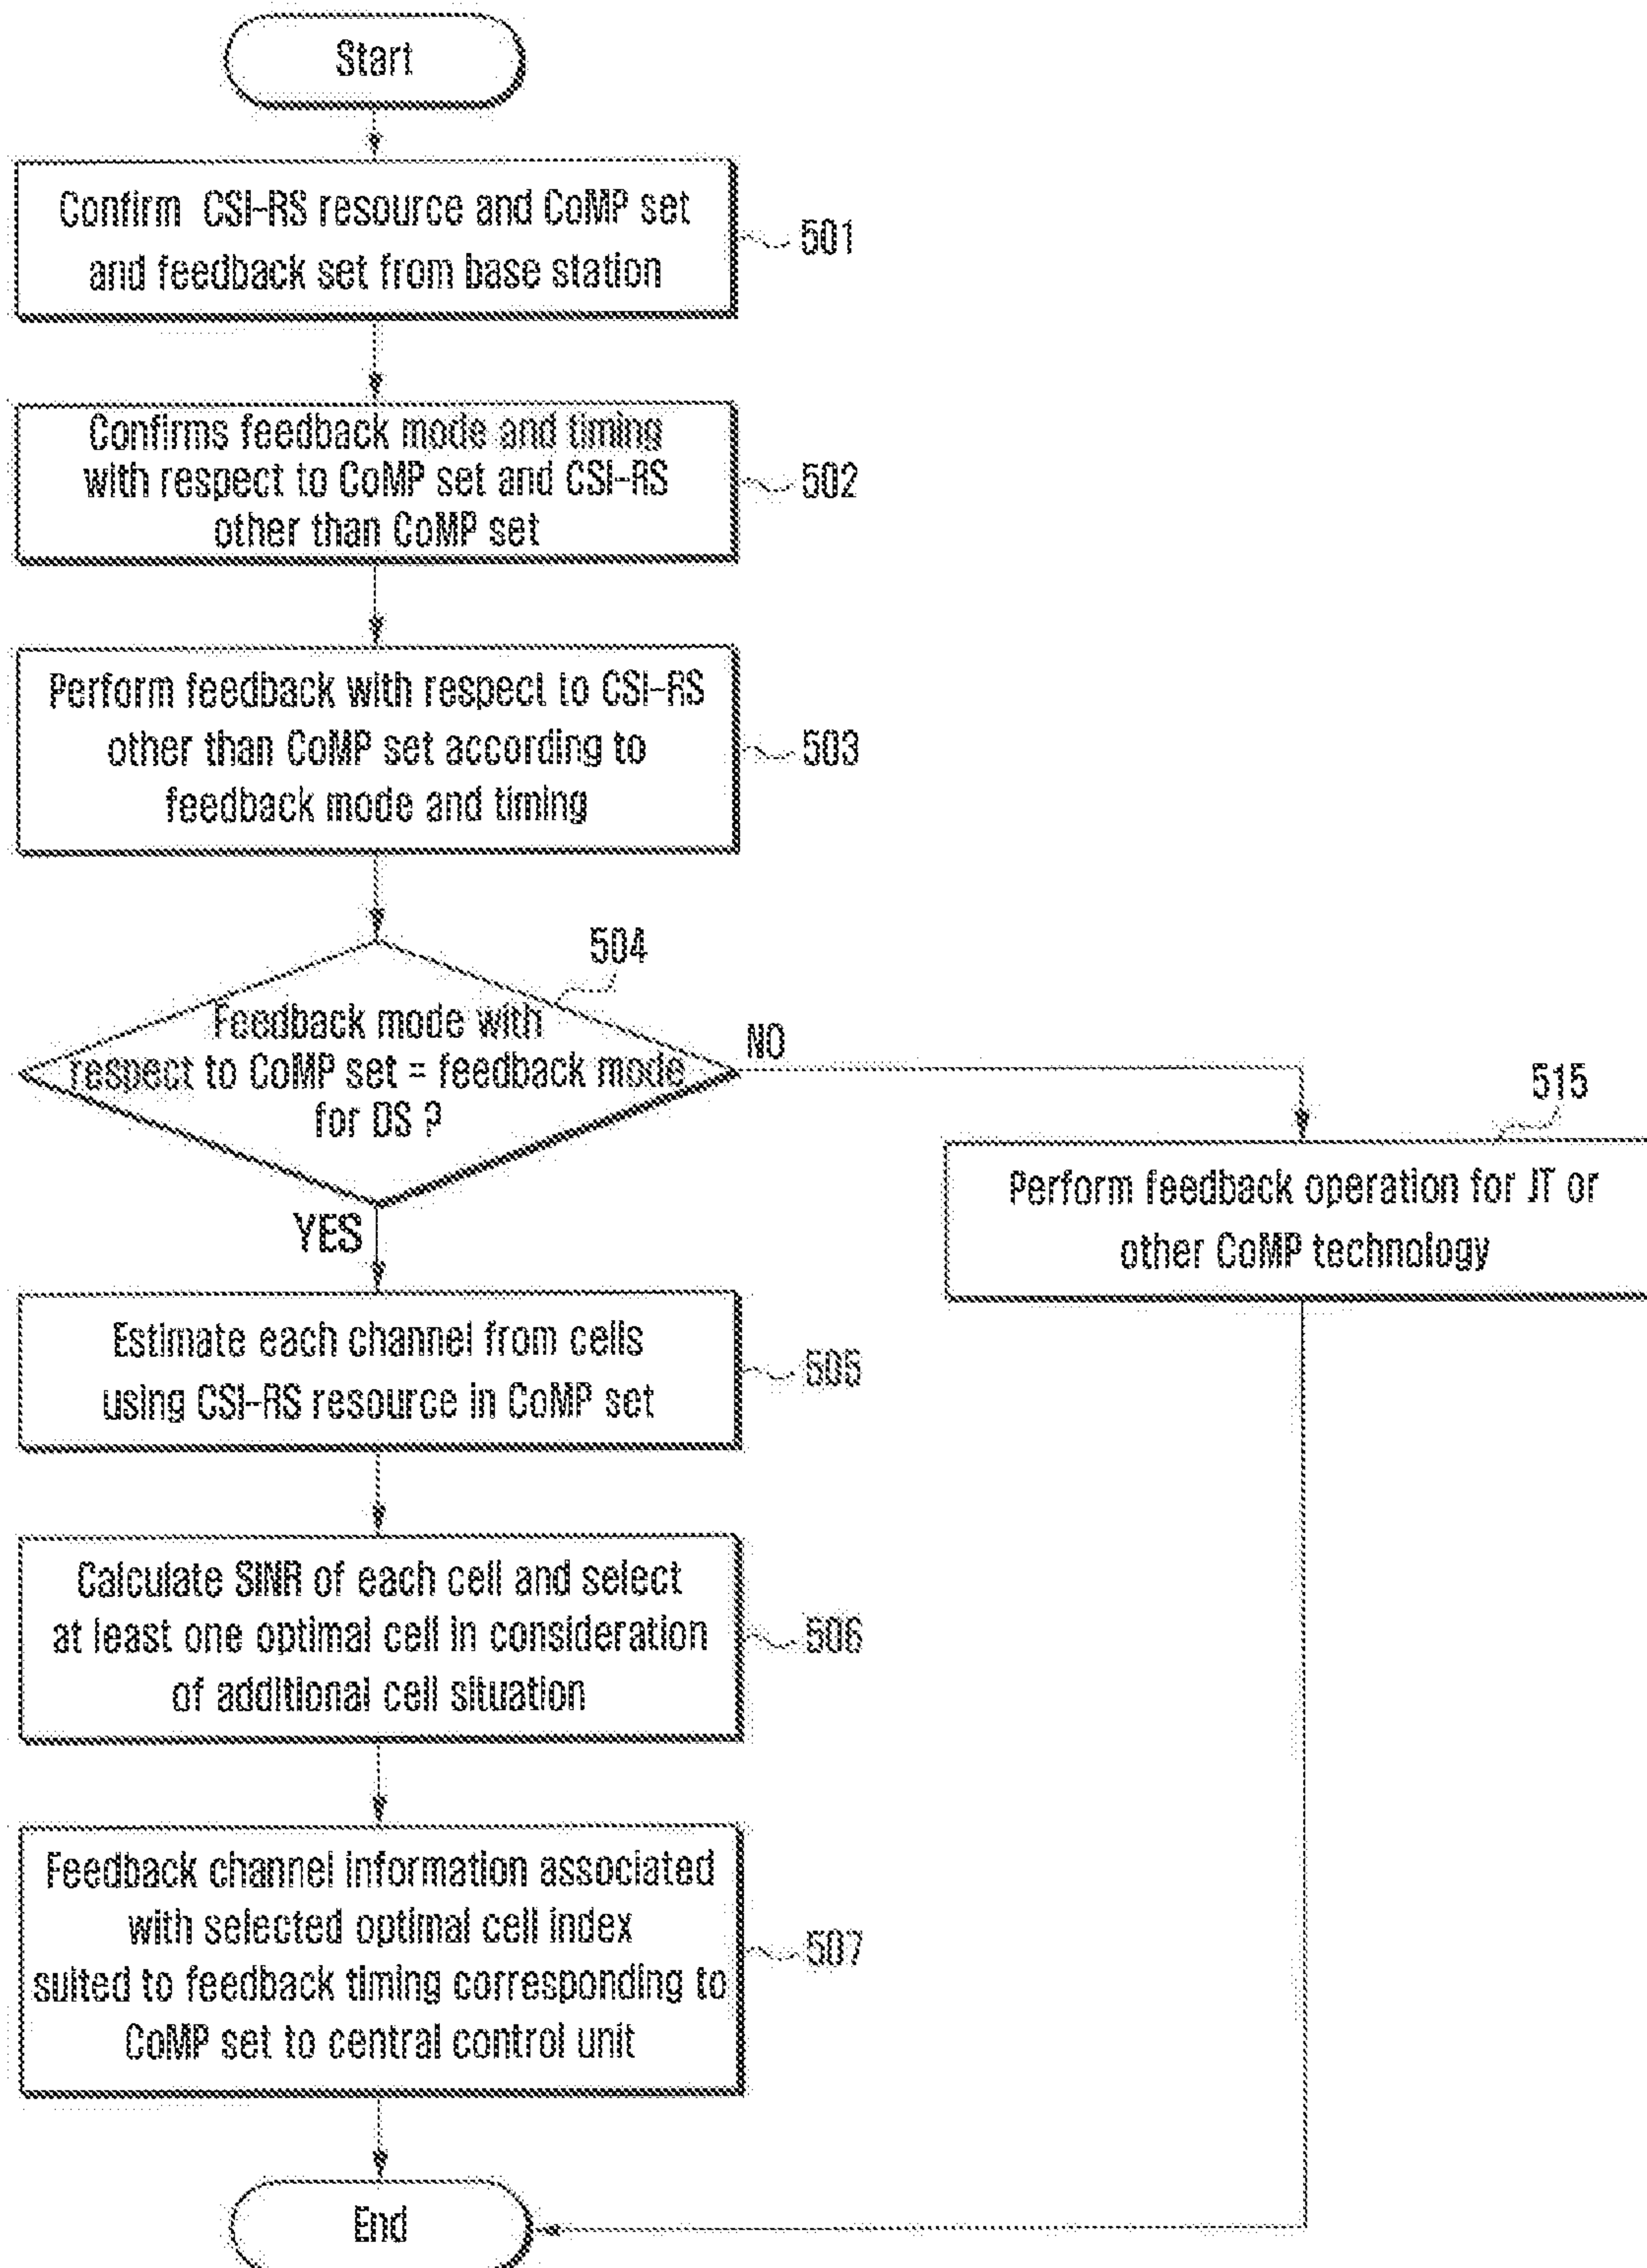 Start
Confirm CSI-RS resource and CoMP set
and feedback set from base station
501
Confirms feedback mode and timing
with respect to CoMP set and CSI-RS
other than CoMP set
502
Perform feedback with respect to CSI-RS
other than CoMP set according to
feedback mode and timing
503
504
Feedback mode with
respect to CoMP set = feedback mode
for DS ?
NO
YES
515
Perform feedback operation for JT or
other CoMP technology
Estimate each channel from cells
using CSI-RS resource in CoMP set
505
Calculate SINR of each cell and select
at least one optimal cell in consideration
of additional cell situation
506
Feedback channel information associated
with selected optimal cell index
suited to feedback timing corresponding to
CoMP set to central control unit
507
End